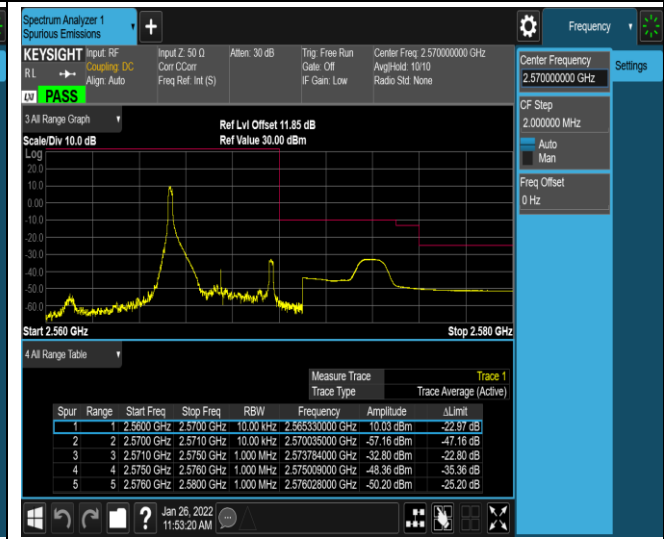 Spectrum Analyzer 1
Spurious Emissions
Frequency
KEYSIGHT
RL
Input: RF
Coupling: DC
Align: Auto
Input Z: 50 Ω
Corr CCorr
Freq Ref: Int (S)
Atten: 30 dB
Trig: Free Run
Gate: Off
IF Gain: Low
Center Freq: 2.570000000 GHz
Avg|Hold: 10/10
Radio Std: None
LXI PASS
Center Frequency
2.570000000 GHz
Settings
CF Step
2.000000 MHz
Auto
Man
Freq Offset
0 Hz
3 All Range Graph
Scale/Div 10.0 dB
Ref Lvl Offset 11.85 dB
Ref Value 30.00 dBm
Log
20.0
10.0
0.00
-10.0
-20.0
-30.0
-40.0
-50.0
-60.0
Start 2.560 GHz Stop 2.580 GHz
4 All Range Table
Measure Trace Trace 1
Trace Type Trace Average (Active)
Spur Range Start Freq Stop Freq RBW Frequency Amplitude ΔLimit
1 1 2.5600 GHz 2.5700 GHz 10.00 kHz 2.565330000 GHz 10.03 dBm -22.97 dB
2 2 2.5700 GHz 2.5710 GHz 10.00 kHz 2.570035000 GHz -57.16 dBm -47.16 dB
3 3 2.5710 GHz 2.5750 GHz 1.000 MHz 2.573784000 GHz -32.80 dBm -22.80 dB
4 4 2.5750 GHz 2.5760 GHz 1.000 MHz 2.575009000 GHz -48.36 dBm -35.36 dB
5 5 2.5760 GHz 2.5800 GHz 1.000 MHz 2.576028000 GHz -50.20 dBm -25.20 dB
Jan 26, 2022
11:53:20 AM